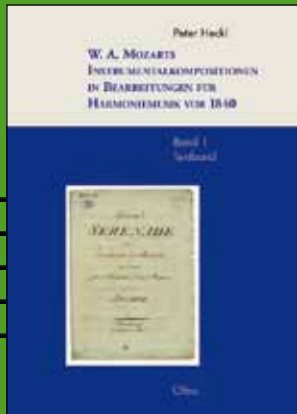 Peter Heckl
W. A. MOZARTS
INSTRUMENTALKOMPOSITIONEN
IN BEARBEITUNGEN FÜR
HARMONIEMUSIK VOR 1840
Band 1
Textband
SERENADE
Olms